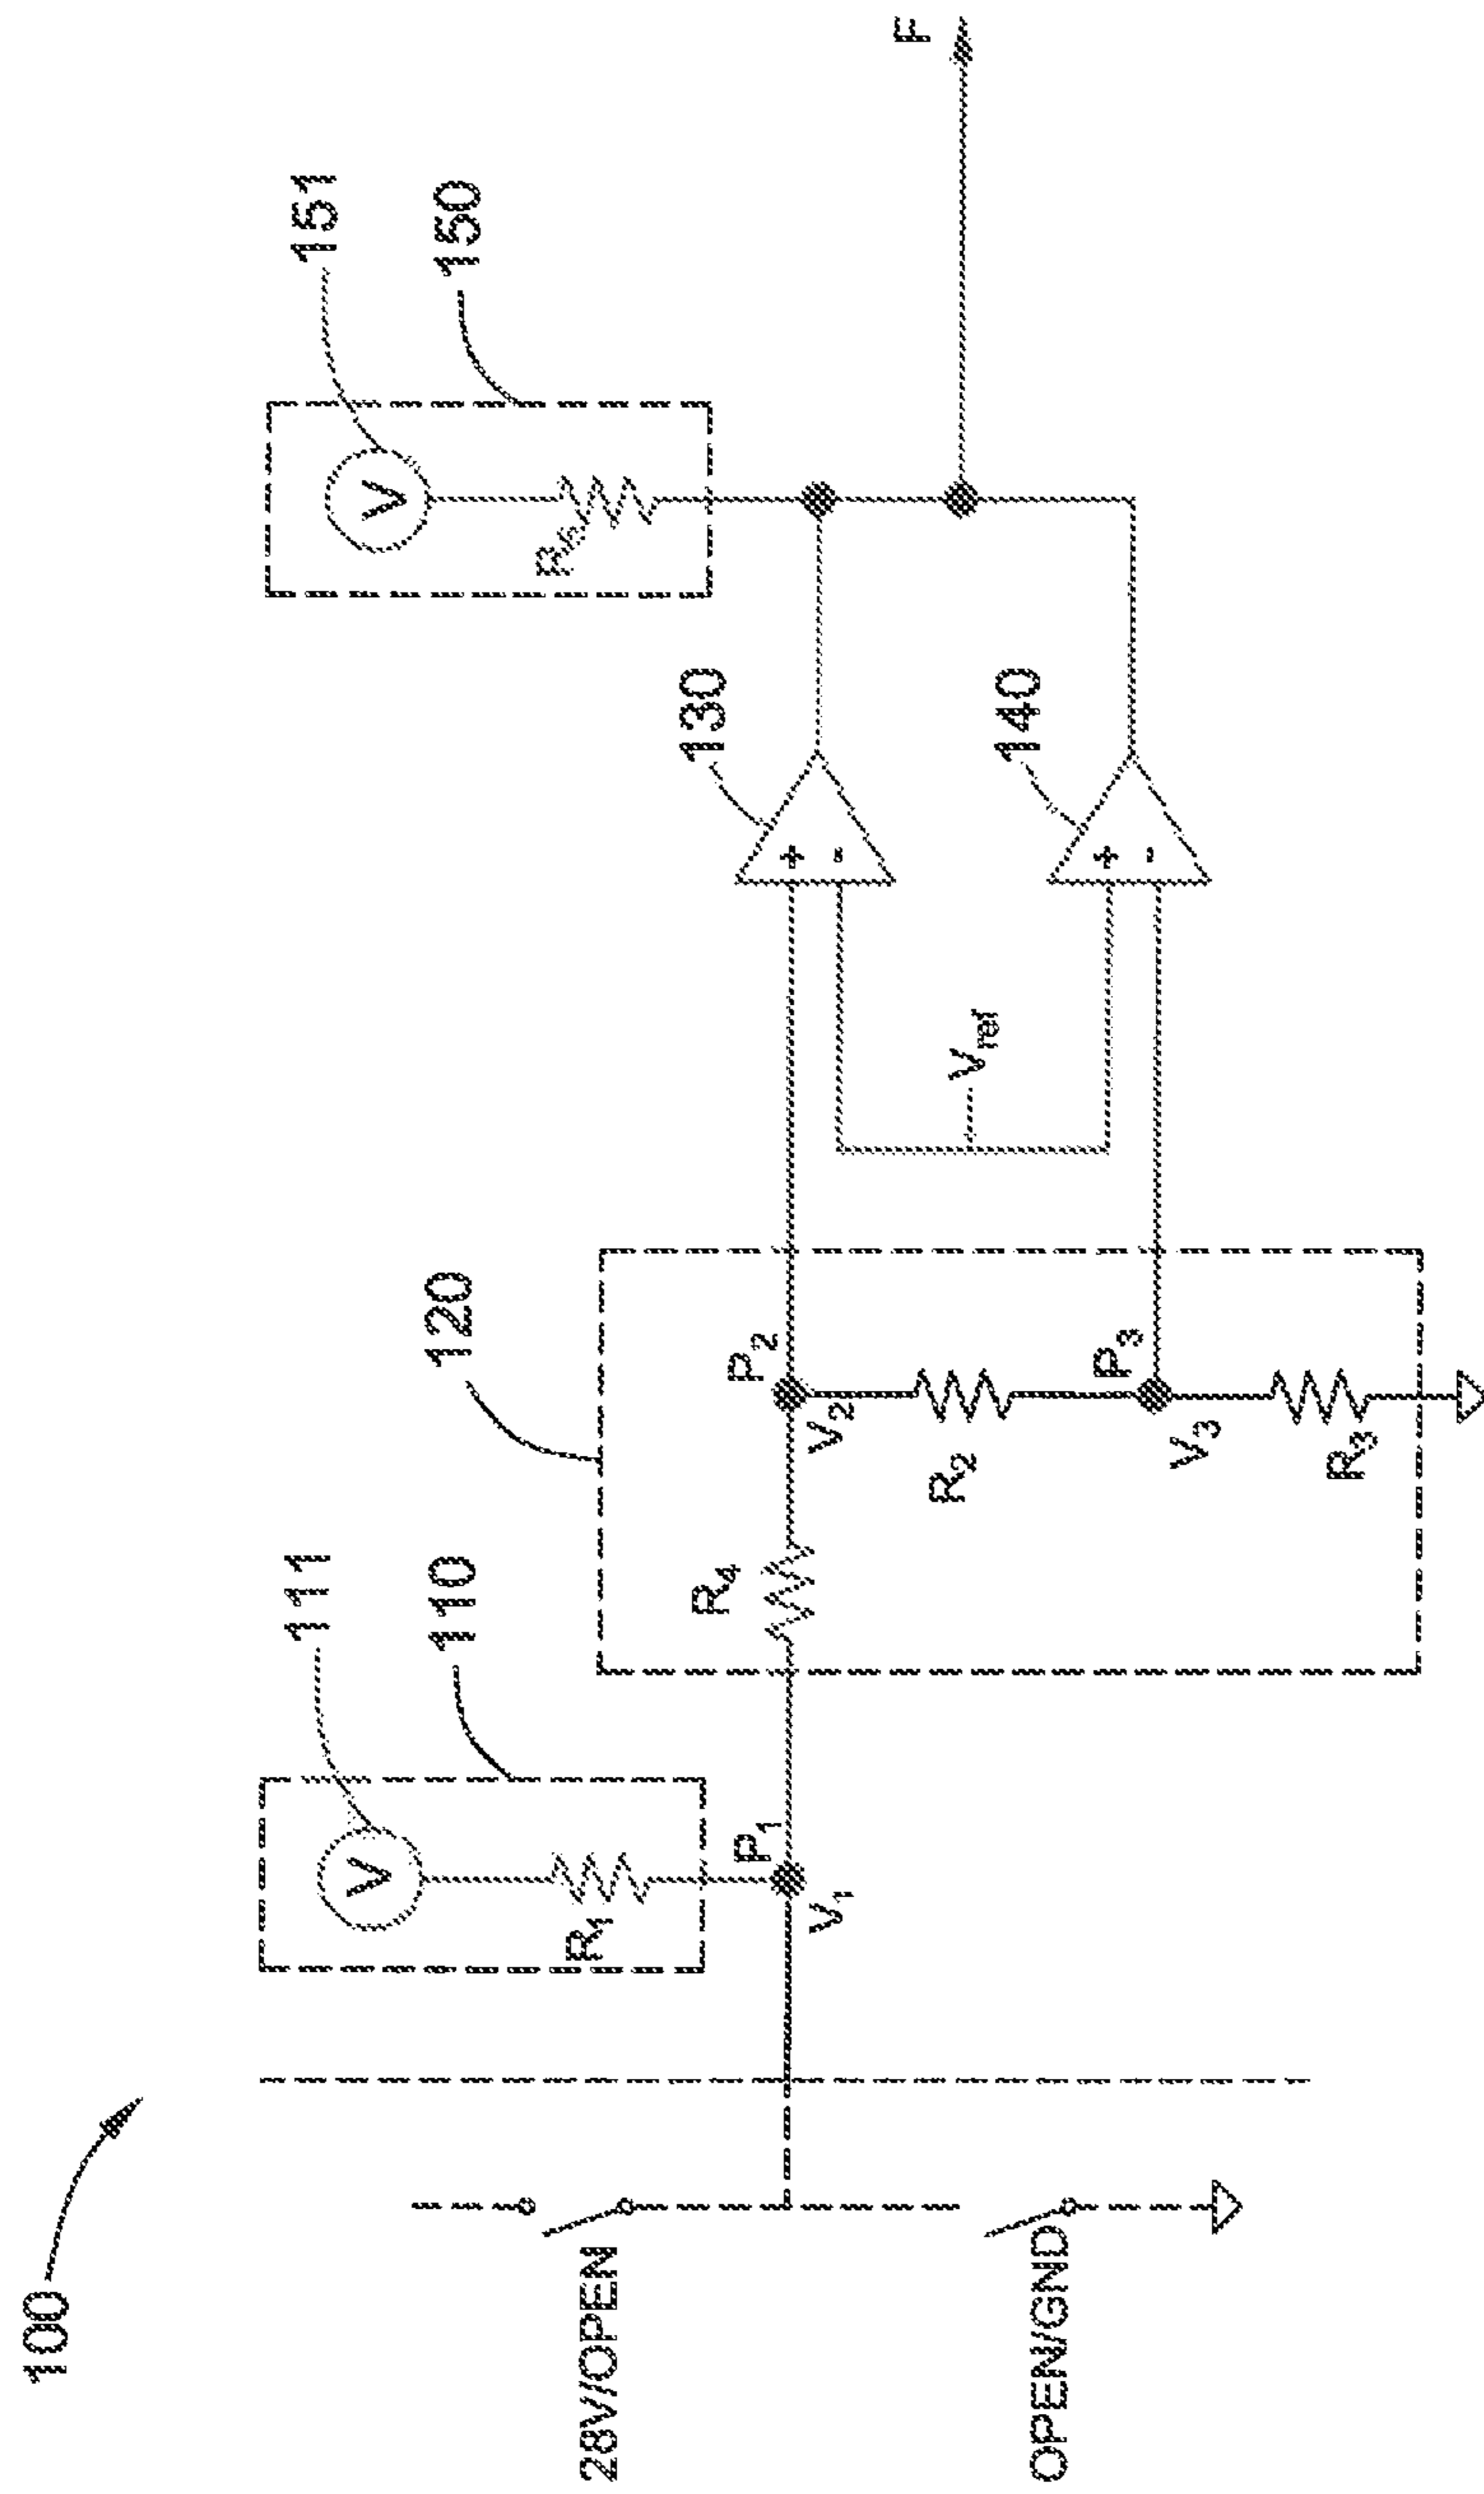 100
28V/OPEN
OPEN/GND
111
110
V
R1
P1
V1
120
R4
P2
V2
R2
P3
V3
R3
Vref
130
+
-
140
+
-
151
150
V
F